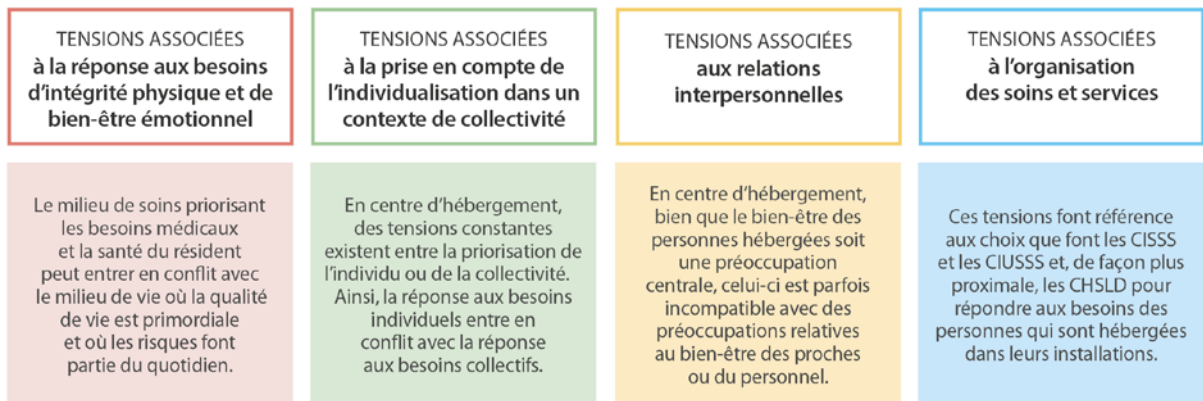 TENSIONS ASSOCIÉES
à la réponse aux besoins
d'intégrité physique et de
bien-être émotionnel
TENSIONS ASSOCIÉES
à la prise en compte de
l'individualisation dans un
contexte de collectivité
TENSIONS ASSOCIÉES
aux relations
interpersonnelles
TENSIONS ASSOCIÉES
à l'organisation
des soins et services
Le milieu de soins priorisant
les besoins médicaux
et la santé du résident
peut entrer en conflit avec
le milieu de vie où la qualité
de vie est primordiale
et où les risques font
partie du quotidien.
En centre d'hébergement,
des tensions constantes
existent entre la priorisation de
l'individu ou de la collectivité.
Ainsi, la réponse aux besoins
individuels entre en
conflit avec la réponse
aux besoins collectifs.
En centre d'hébergement,
bien que le bien-être des
personnes hébergées soit
une préoccupation
centrale, celui-ci est parfois
incompatible avec des
préoccupations relatives
au bien-être des proches
ou du personnel.
Ces tensions font référence
aux choix que font les CISSS
et les CIUSSS et, de façon plus
proximale, les CHSLD pour
répondre aux besoins des
personnes qui sont hébergées
dans leurs installations.